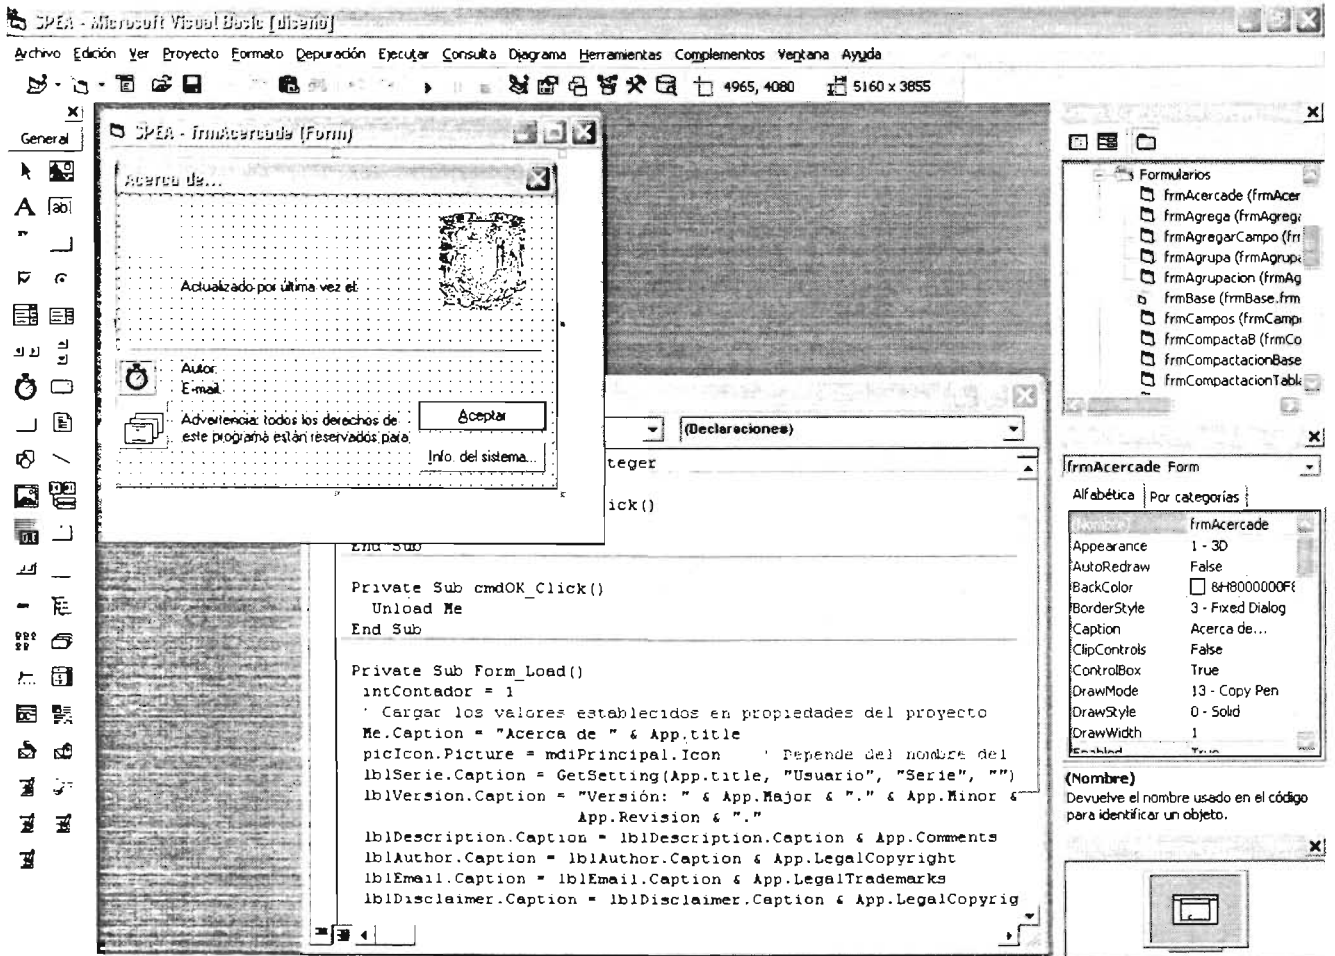 SPEA - Microsoft Visual Basic [diseño]
Archivo Edición Ver Proyecto Formato Depuración Ejecutar Consulta Diagrama Herramientas Complementos Ventana Ayuda
4965, 4080 5160 x 3855
General
SPEA - frmAcercade (Form)
Acerca de...
Actualizado por última vez el:
Autor:
E-mail:
Advertencia: todos los derechos de
este programa están reservados para:
Aceptar
Info. del sistema...
(Declaraciones)
teger
ick()
End Sub
Private Sub cmdOK_Click()
Unload Me
End Sub
Private Sub Form_Load()
intContador = 1
' Cargar los valores establecidos en propiedades del proyecto
Me.Caption = "Acerca de " & App.title
picIcon.Picture = mdiPrincipal.Icon ' Depende del nombre del
lblSerie.Caption = GetSetting(App.title, "Usuario", "Serie", "")
lblVersion.Caption = "Versión: " & App.Major & "." & App.Minor &
App.Revision & "."
lblDescription.Caption = lblDescription.Caption & App.Comments
lblAuthor.Caption = lblAuthor.Caption & App.LegalCopyright
lblEmail.Caption = lblEmail.Caption & App.LegalTrademarks
lblDisclaimer.Caption = lblDisclaimer.Caption & App.LegalCopyrig
Formularios
frmAcercade (frmAcer
frmAgrega (frmAgrega
frmAgregarCampo (frm
frmAgrupa (frmAgrupa
frmAgrupacion (frmAg
frmBase (frmBase.frm
frmCampos (frmCampo
frmCompactaB (frmCo
frmCompactacionBase
frmCompactacionTabla
frmAcercade Form
Alfabética Por categorías
(Nombre) frmAcercade
Appearance 1 - 3D
AutoRedraw False
BackColor &H8000000F&
BorderStyle 3 - Fixed Dialog
Caption Acerca de...
ClipControls False
ControlBox True
DrawMode 13 - Copy Pen
DrawStyle 0 - Solid
DrawWidth 1
Enabled True
(Nombre)
Devuelve el nombre usado en el código
para identificar un objeto.